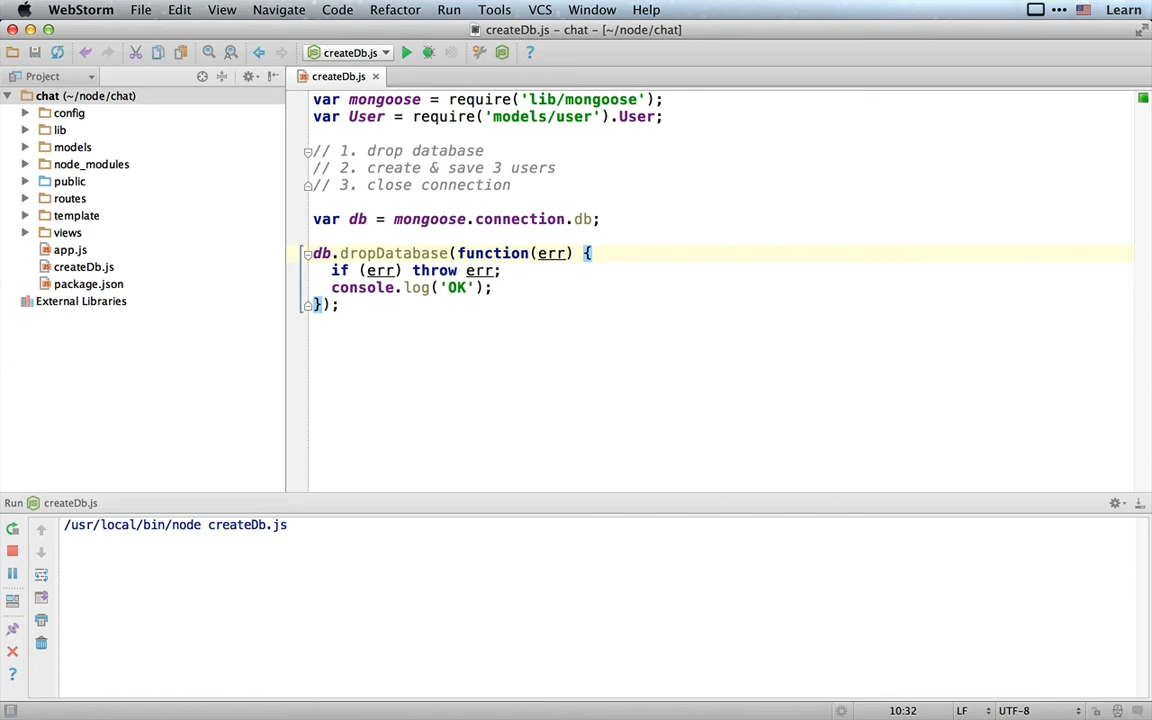 WebStorm File Edit View Navigate Code Refactor Run Tools VCS Window Help Learn
createDb.js – chat – [~/node/chat]
createDb.js
Project
createDb.js
chat (~/node/chat)
config
lib
models
node_modules
public
routes
template
views
app.js
createDb.js
package.json
External Libraries
var mongoose = require('lib/mongoose');
var User = require('models/user').User;
// 1. drop database
// 2. create & save 3 users
// 3. close connection
var db = mongoose.connection.db;
db.dropDatabase(function(err) {
if (err) throw err;
console.log('OK');
});
Run createDb.js
/usr/local/bin/node createDb.js
10:32 LF UTF-8